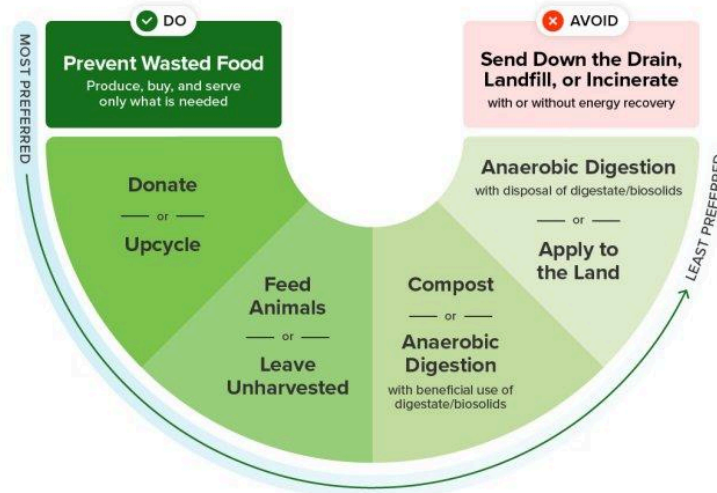 DO
AVOID
MOST PREFERRED
Prevent Wasted Food
Produce, buy, and serve
only what is needed
Send Down the Drain,
Landfill, or Incinerate
with or without energy recovery
Donate
or
Upcycle
Feed
Animals
or
Leave
Unharvested
Compost
or
Anaerobic
Digestion
with beneficial use of
digestate/biosolids
Anaerobic Digestion
with disposal of digestate/biosolids
or
Apply to
the Land
LEAST PREFERRED